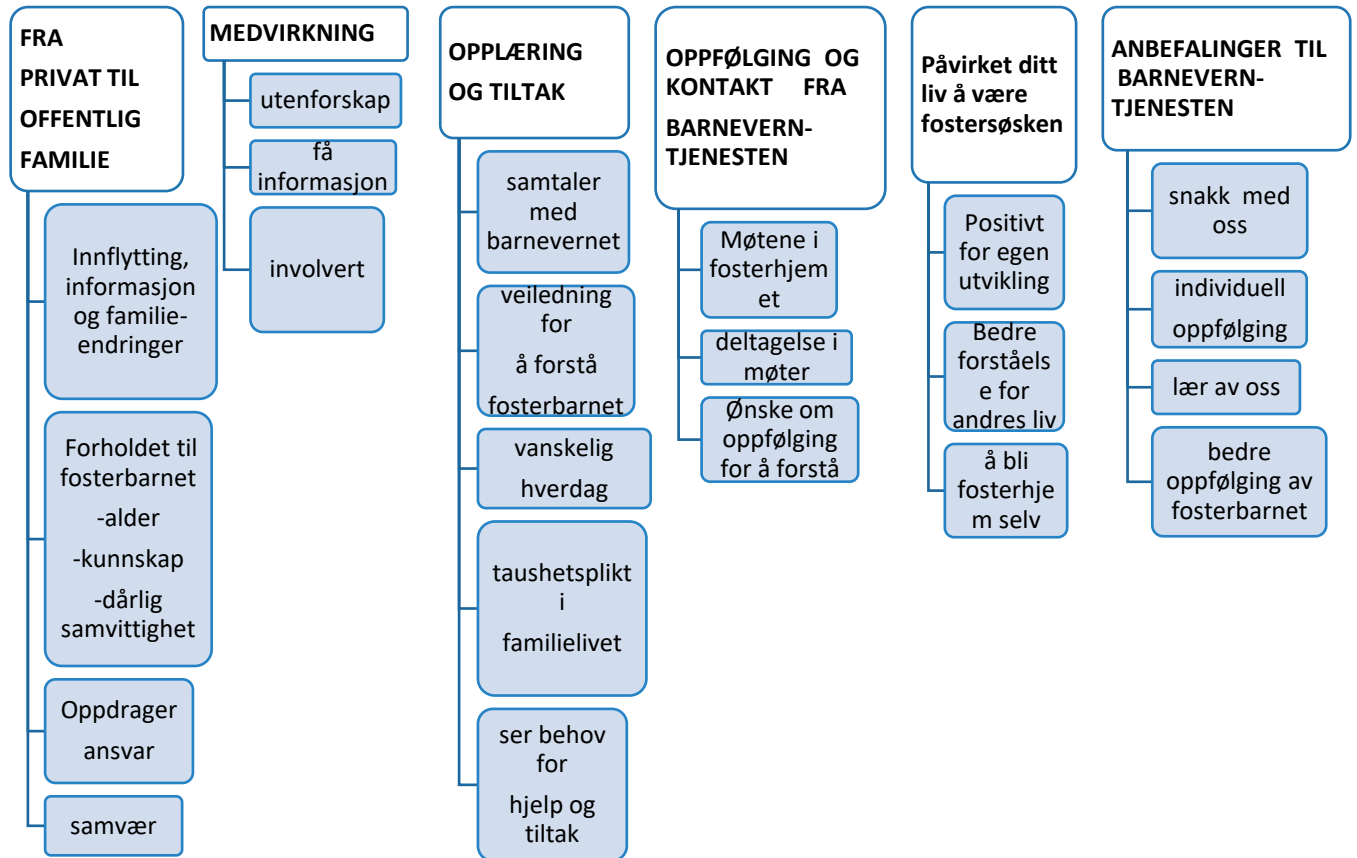 FRA
PRIVAT TIL
OFFENTLIG
FAMILIE
Innflytting,
informasjon
og familie-
endringer
Forholdet til
fosterbarnet
-alder
-kunnskap
-dårlig
samvittighet
Oppdrager
ansvar
samvær
MEDVIRKNING
utenforskap
få
informasjon
involvert
OPPLÆRING
OG TILTAK
samtaler
med
barnevernet
veiledning
for
å forstå
fosterbarnet
vanskelig
hverdag
taushetsplikt
i
familielivet
ser behov
for
hjelp og
tiltak
OPPFØLGING OG
KONTAKT FRA
BARNEVERN-
TJENESTEN
Møtene i
fosterhjem
et
deltagelse i
møter
Ønske om
oppfølging
for å forstå
Påvirket ditt
liv å være
fostersøsken
Positivt
for egen
utvikling
Bedre
forståels
e for
andres liv
å bli
fosterhje
m selv
ANBEFALINGER TIL
BARNEVERN-
TJENESTEN
snakk med
oss
individuell
oppfølging
lær av oss
bedre
oppfølging av
fosterbarnet